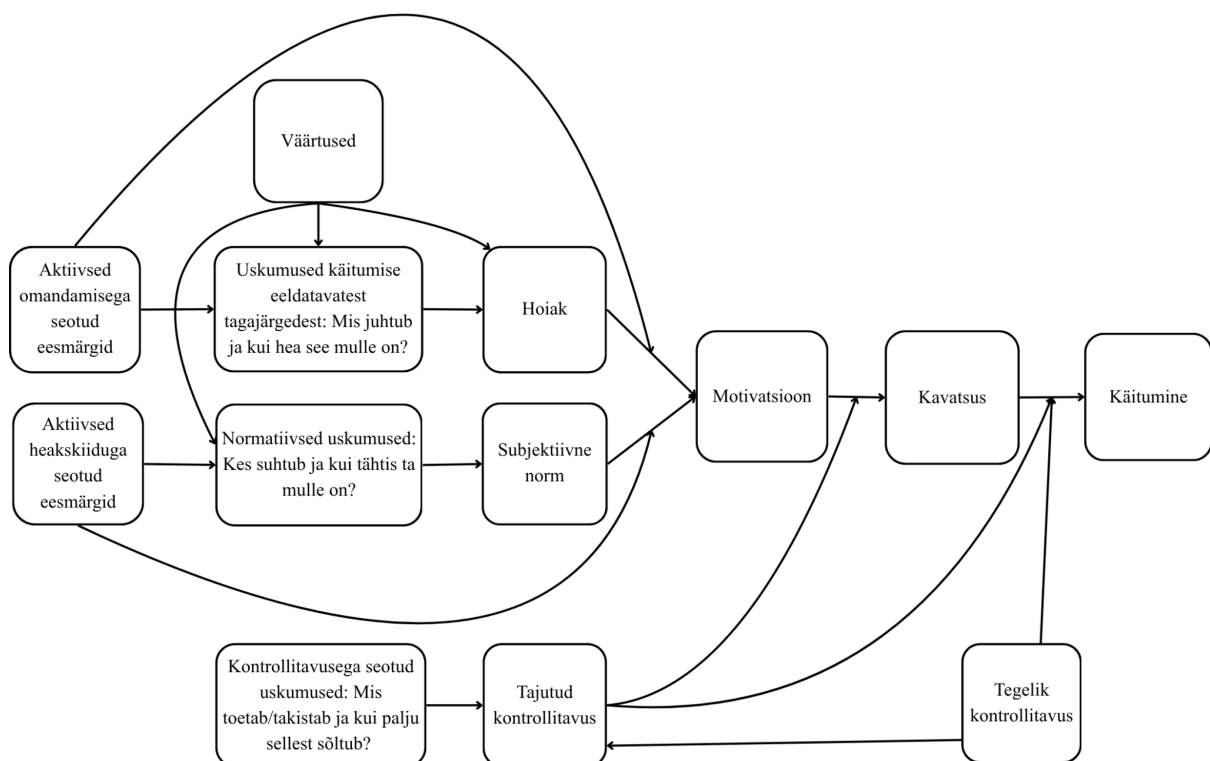 Väärtused
Aktiivsed
omandamisega
seotud
eesmärgid
Uskumused käitumise
eeldatavatest
tagajärgedest: Mis juhtub
ja kui hea see mulle on?
Hoiak
Motivatsioon
Kavatsus
Käitumine
Aktiivsed
heakskiiduga
seotud
eesmärgid
Normatiivsed uskumused:
Kes suhtub ja kui tähtis ta
mulle on?
Subjektiivne
norm
Kontrollitavusega seotud
uskumused: Mis
toetab/takistab ja kui palju
sellest sõltub?
Tajutud
kontrollitavus
Tegelik
kontrollitavus